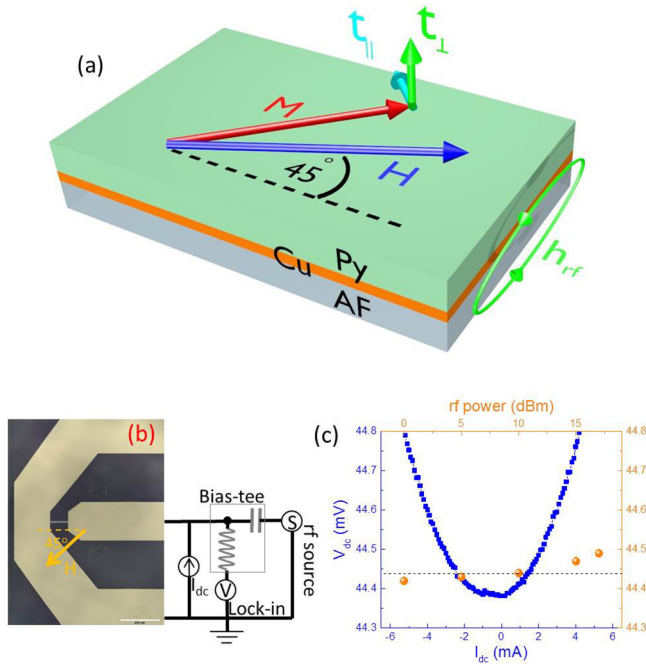 (a)
t∥
t⊥
M
H
45°
Cu
Py
AF
h_rf
(b)
45°
H
Bias-tee
S
rf source
I_dc
V
Lock-in
(c)
rf power (dBm)
0 5 10 15
44.8 44.8
44.7 44.7
44.6 44.6
44.5 44.5
44.4 44.4
44.3 44.3
V_dc (mV)
-6 -4 -2 0 2 4 6
I_dc (mA)